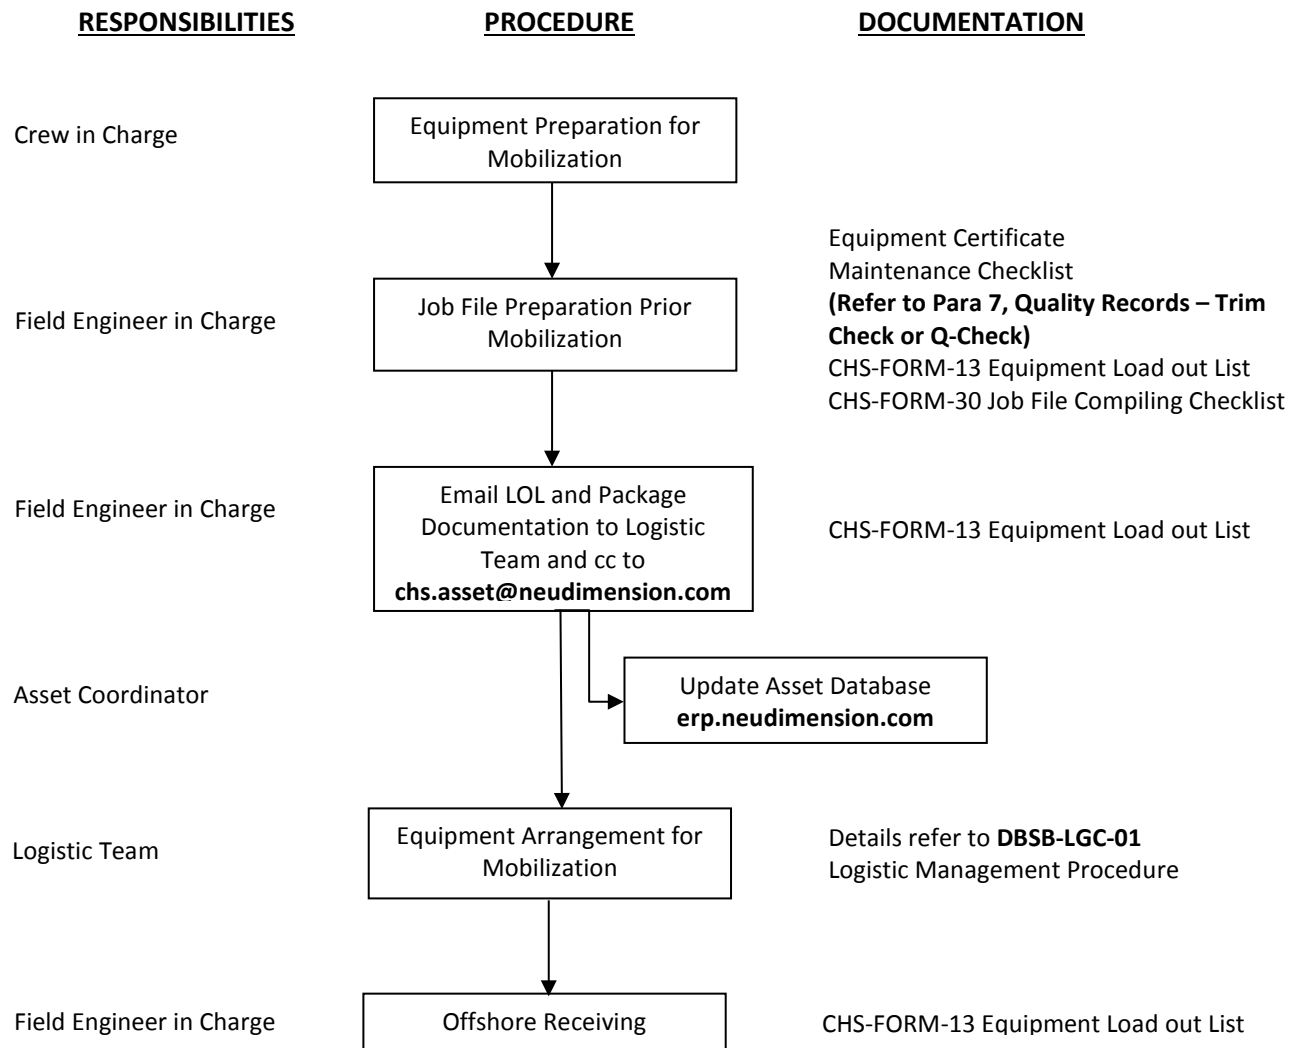 RESPONSIBILITIES
PROCEDURE
DOCUMENTATION
Crew in Charge
Equipment Preparation for
Mobilization
Field Engineer in Charge
Job File Preparation Prior
Mobilization
Equipment Certificate
Maintenance Checklist
(Refer to Para 7, Quality Records – Trim
Check or Q-Check)
CHS-FORM-13 Equipment Load out List
CHS-FORM-30 Job File Compiling Checklist
Field Engineer in Charge
Email LOL and Package
Documentation to Logistic
Team and cc to
chs.asset@neudimension.com
CHS-FORM-13 Equipment Load out List
Asset Coordinator
Update Asset Database
erp.neudimension.com
Logistic Team
Equipment Arrangement for
Mobilization
Details refer to DBSB-LGC-01
Logistic Management Procedure
Field Engineer in Charge
Offshore Receiving
CHS-FORM-13 Equipment Load out List